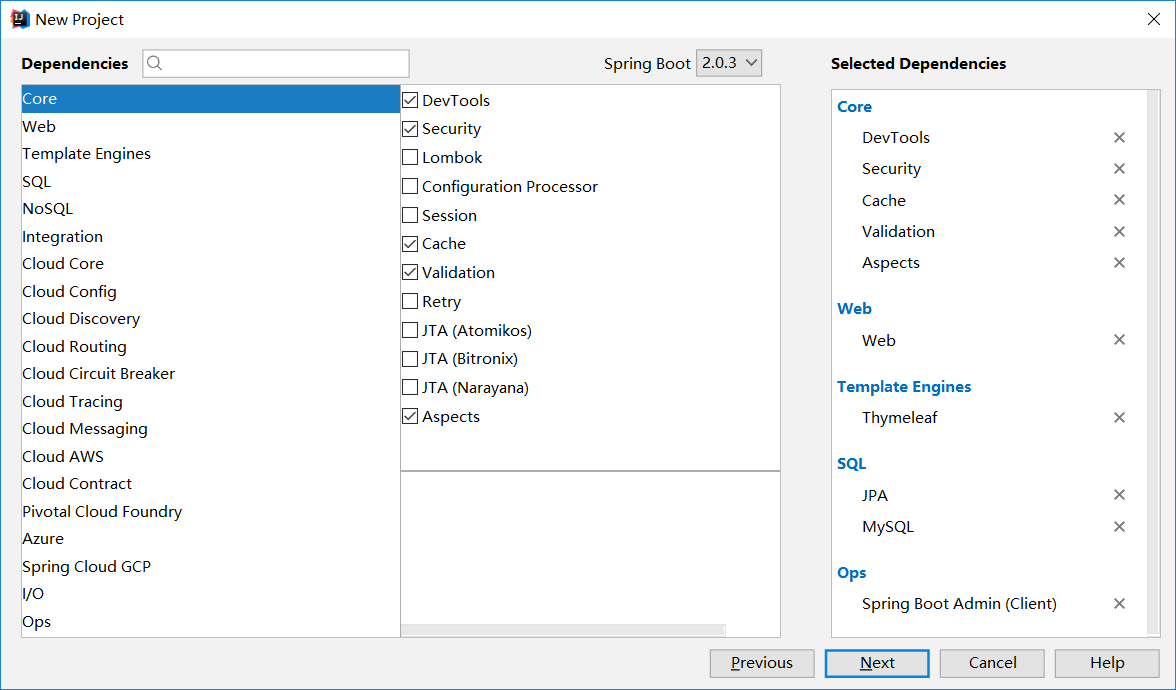 New Project
Dependencies
Spring Boot 2.0.3
Selected Dependencies
Core
Web
Template Engines
SQL
NoSQL
Integration
Cloud Core
Cloud Config
Cloud Discovery
Cloud Routing
Cloud Circuit Breaker
Cloud Tracing
Cloud Messaging
Cloud AWS
Cloud Contract
Pivotal Cloud Foundry
Azure
Spring Cloud GCP
I/O
Ops
DevTools
Security
Lombok
Configuration Processor
Session
Cache
Validation
Retry
JTA (Atomikos)
JTA (Bitronix)
JTA (Narayana)
Aspects
Core
DevTools
Security
Cache
Validation
Aspects
Web
Web
Template Engines
Thymeleaf
SQL
JPA
MySQL
Ops
Spring Boot Admin (Client)
Previous
Next
Cancel
Help